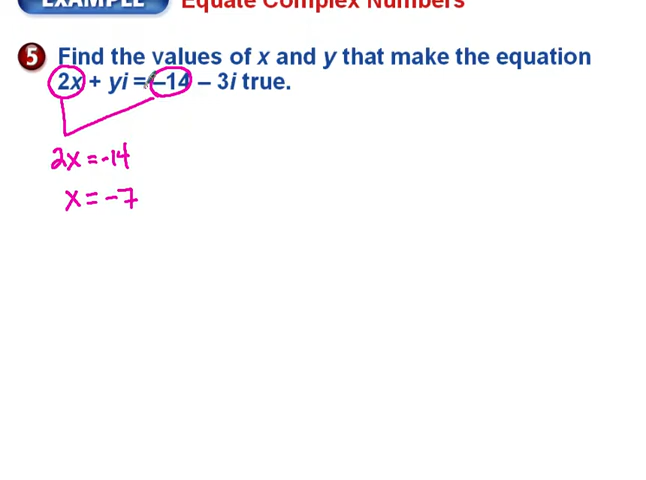 EXAMPLE Equate Complex Numbers
5 Find the values of x and y that make the equation
2x + yi = –14 – 3i true.
2x = -14
x = -7